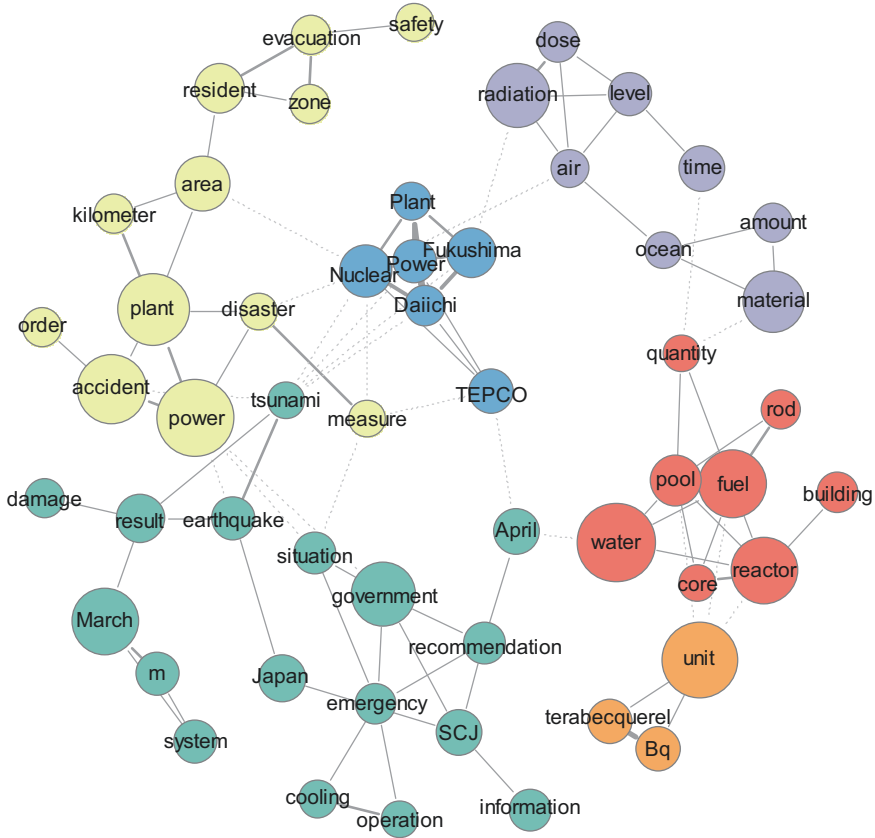 safety
evacuation
dose
resident
zone
radiation
level
air
time
area
kilometer
Plant
amount
ocean
Fukushima
Power
Nuclear
plant
disaster
Daiichi
material
order
quantity
accident
tsunami
TEPCO
power
measure
rod
damage
result
earthquake
pool
fuel
building
situation
April
water
reactor
core
government
March
recommendation
m
Japan
unit
emergency
system
SCJ
terabecquerel
Bq
cooling
operation
information